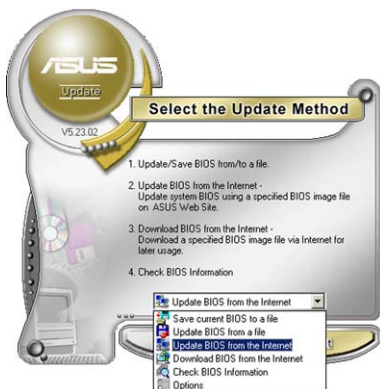 ASUS
Update
V5.23.02
Select the Update Method
1. Update/Save BIOS from/to a file.
2. Update BIOS from the Internet -
Update system BIOS using a specified BIOS image file
on ASUS Web Site.
3. Download BIOS from the Internet -
Download a specified BIOS image file via Internet for
later usage.
4. Check BIOS Information
Update BIOS from the Internet
Save current BIOS to a file
Update BIOS from a file
Update BIOS from the Internet
Download BIOS from the Internet
Check BIOS Information
Options